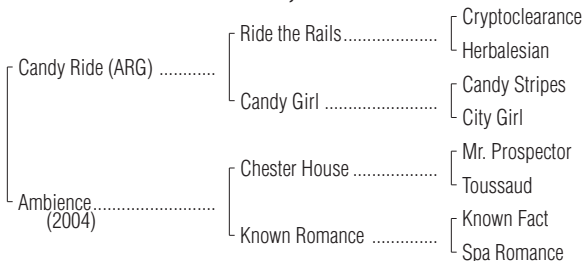 Cryptoclearance
Ride the Rails....................
Herbalesian
Candy Ride (ARG) ............
Candy Stripes
Candy Girl ........................
City Girl
Mr. Prospector
Chester House ..................
Toussaud
Ambience..........................
(2004)
Known Fact
Known Romance ..............
Spa Romance